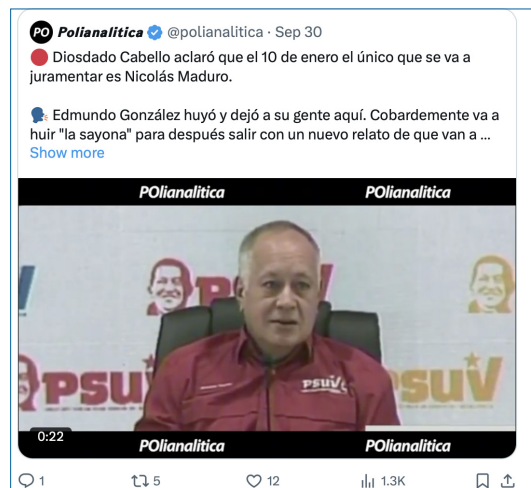 PO Polianalitica @polianalitica · Sep 30
Diosdado Cabello aclaró que el 10 de enero el único que se va a
juramentar es Nicolás Maduro.
Edmundo González huyó y dejó a su gente aquí. Cobardemente va a
huir "la sayona" para después salir con un nuevo relato de que van a ...
Show more
POlianalitica POlianalitica
PSUV
PSUV
PSUV
PSUV
0:22
POlianalitica POlianalitica
1 5 12 1.3K